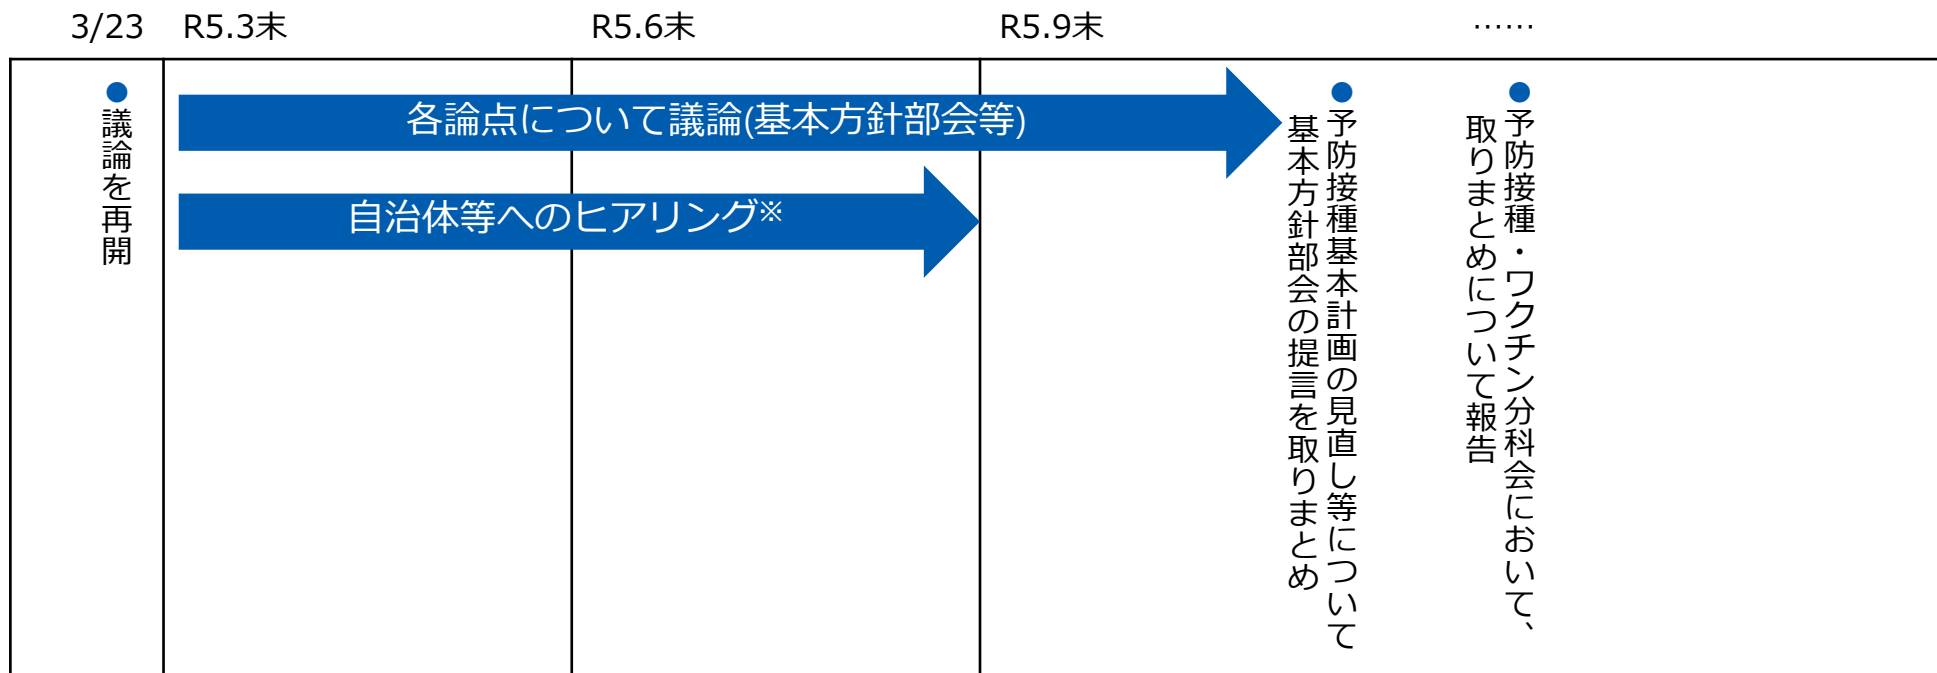 3/23
R5.3末
R5.6末
R5.9末
……
●議論を再開
各論点について議論(基本方針部会等)
自治体等へのヒアリング※
●予防接種基本計画の見直し等について
基本方針部会の提言を取りまとめ
●予防接種・ワクチン分科会において、
取りまとめについて報告